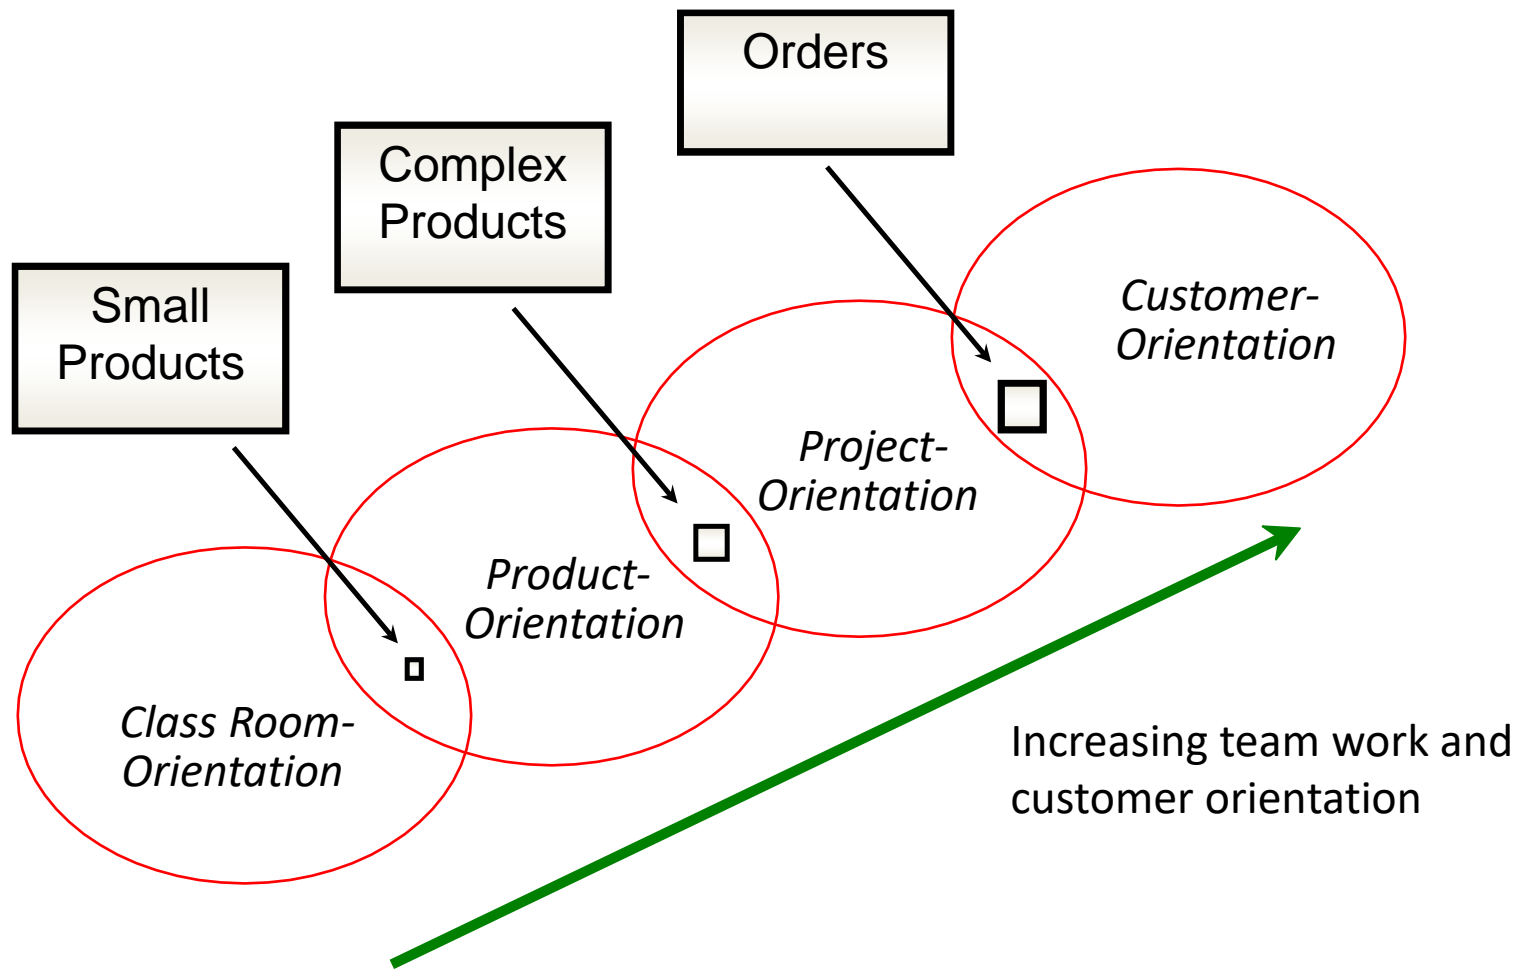 Orders
Complex
Products
Small
Products
Customer-
Orientation
Project-
Orientation
Product-
Orientation
Class Room-
Orientation
Increasing team work and
customer orientation